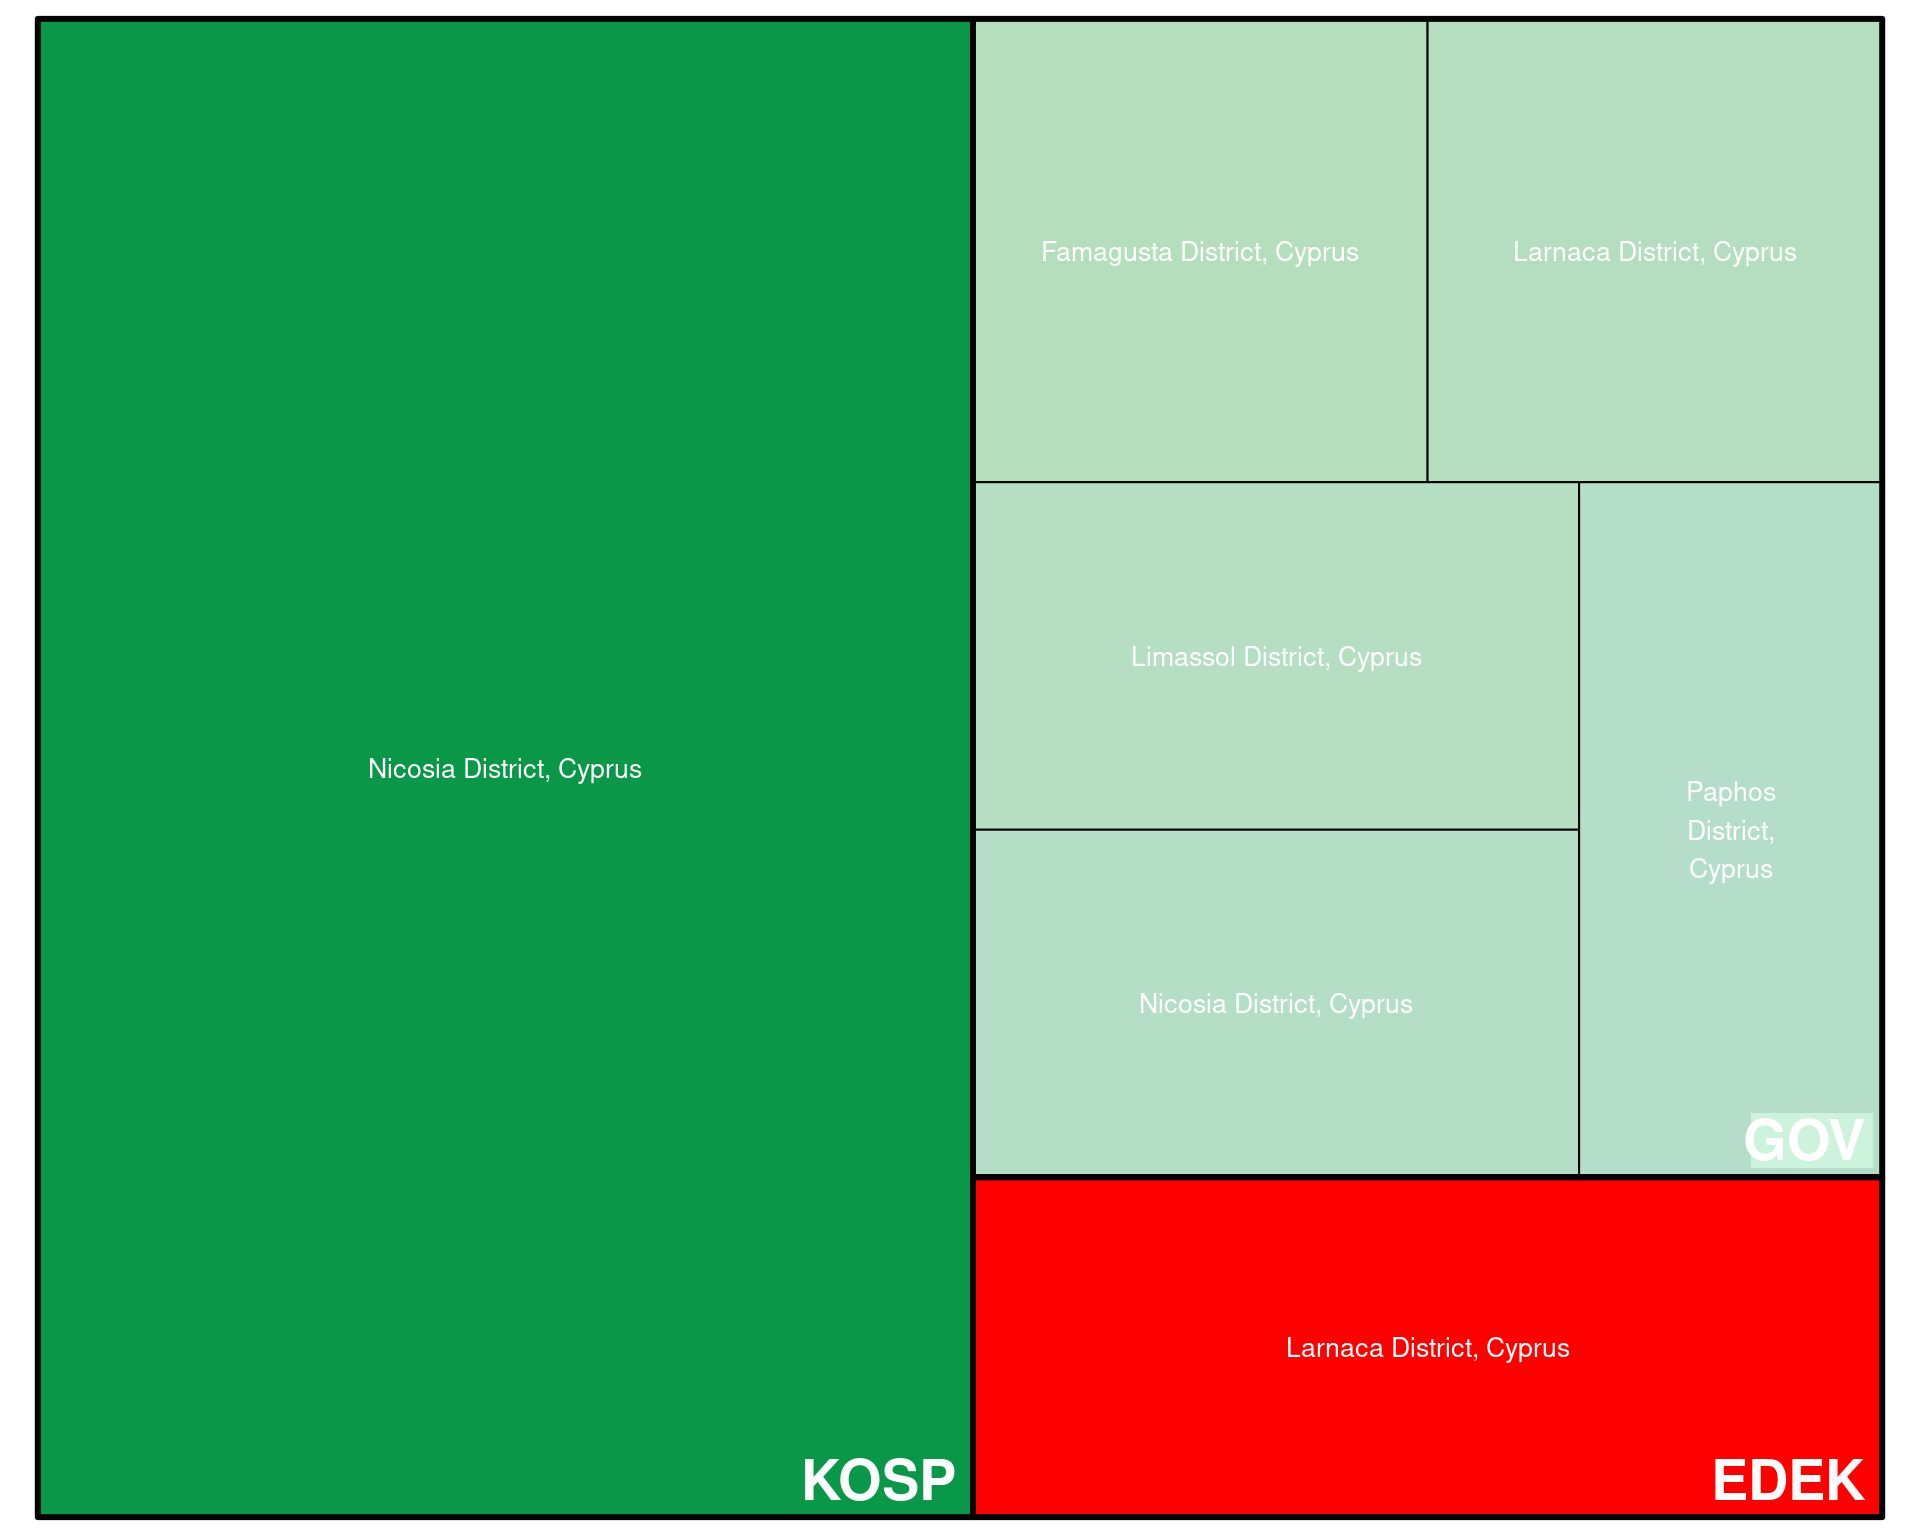 Nicosia District, Cyprus
KOSP
Famagusta District, Cyprus
Larnaca District, Cyprus
Limassol District, Cyprus
Nicosia District, Cyprus
Paphos
District,
Cyprus
GOV
Larnaca District, Cyprus
EDEK